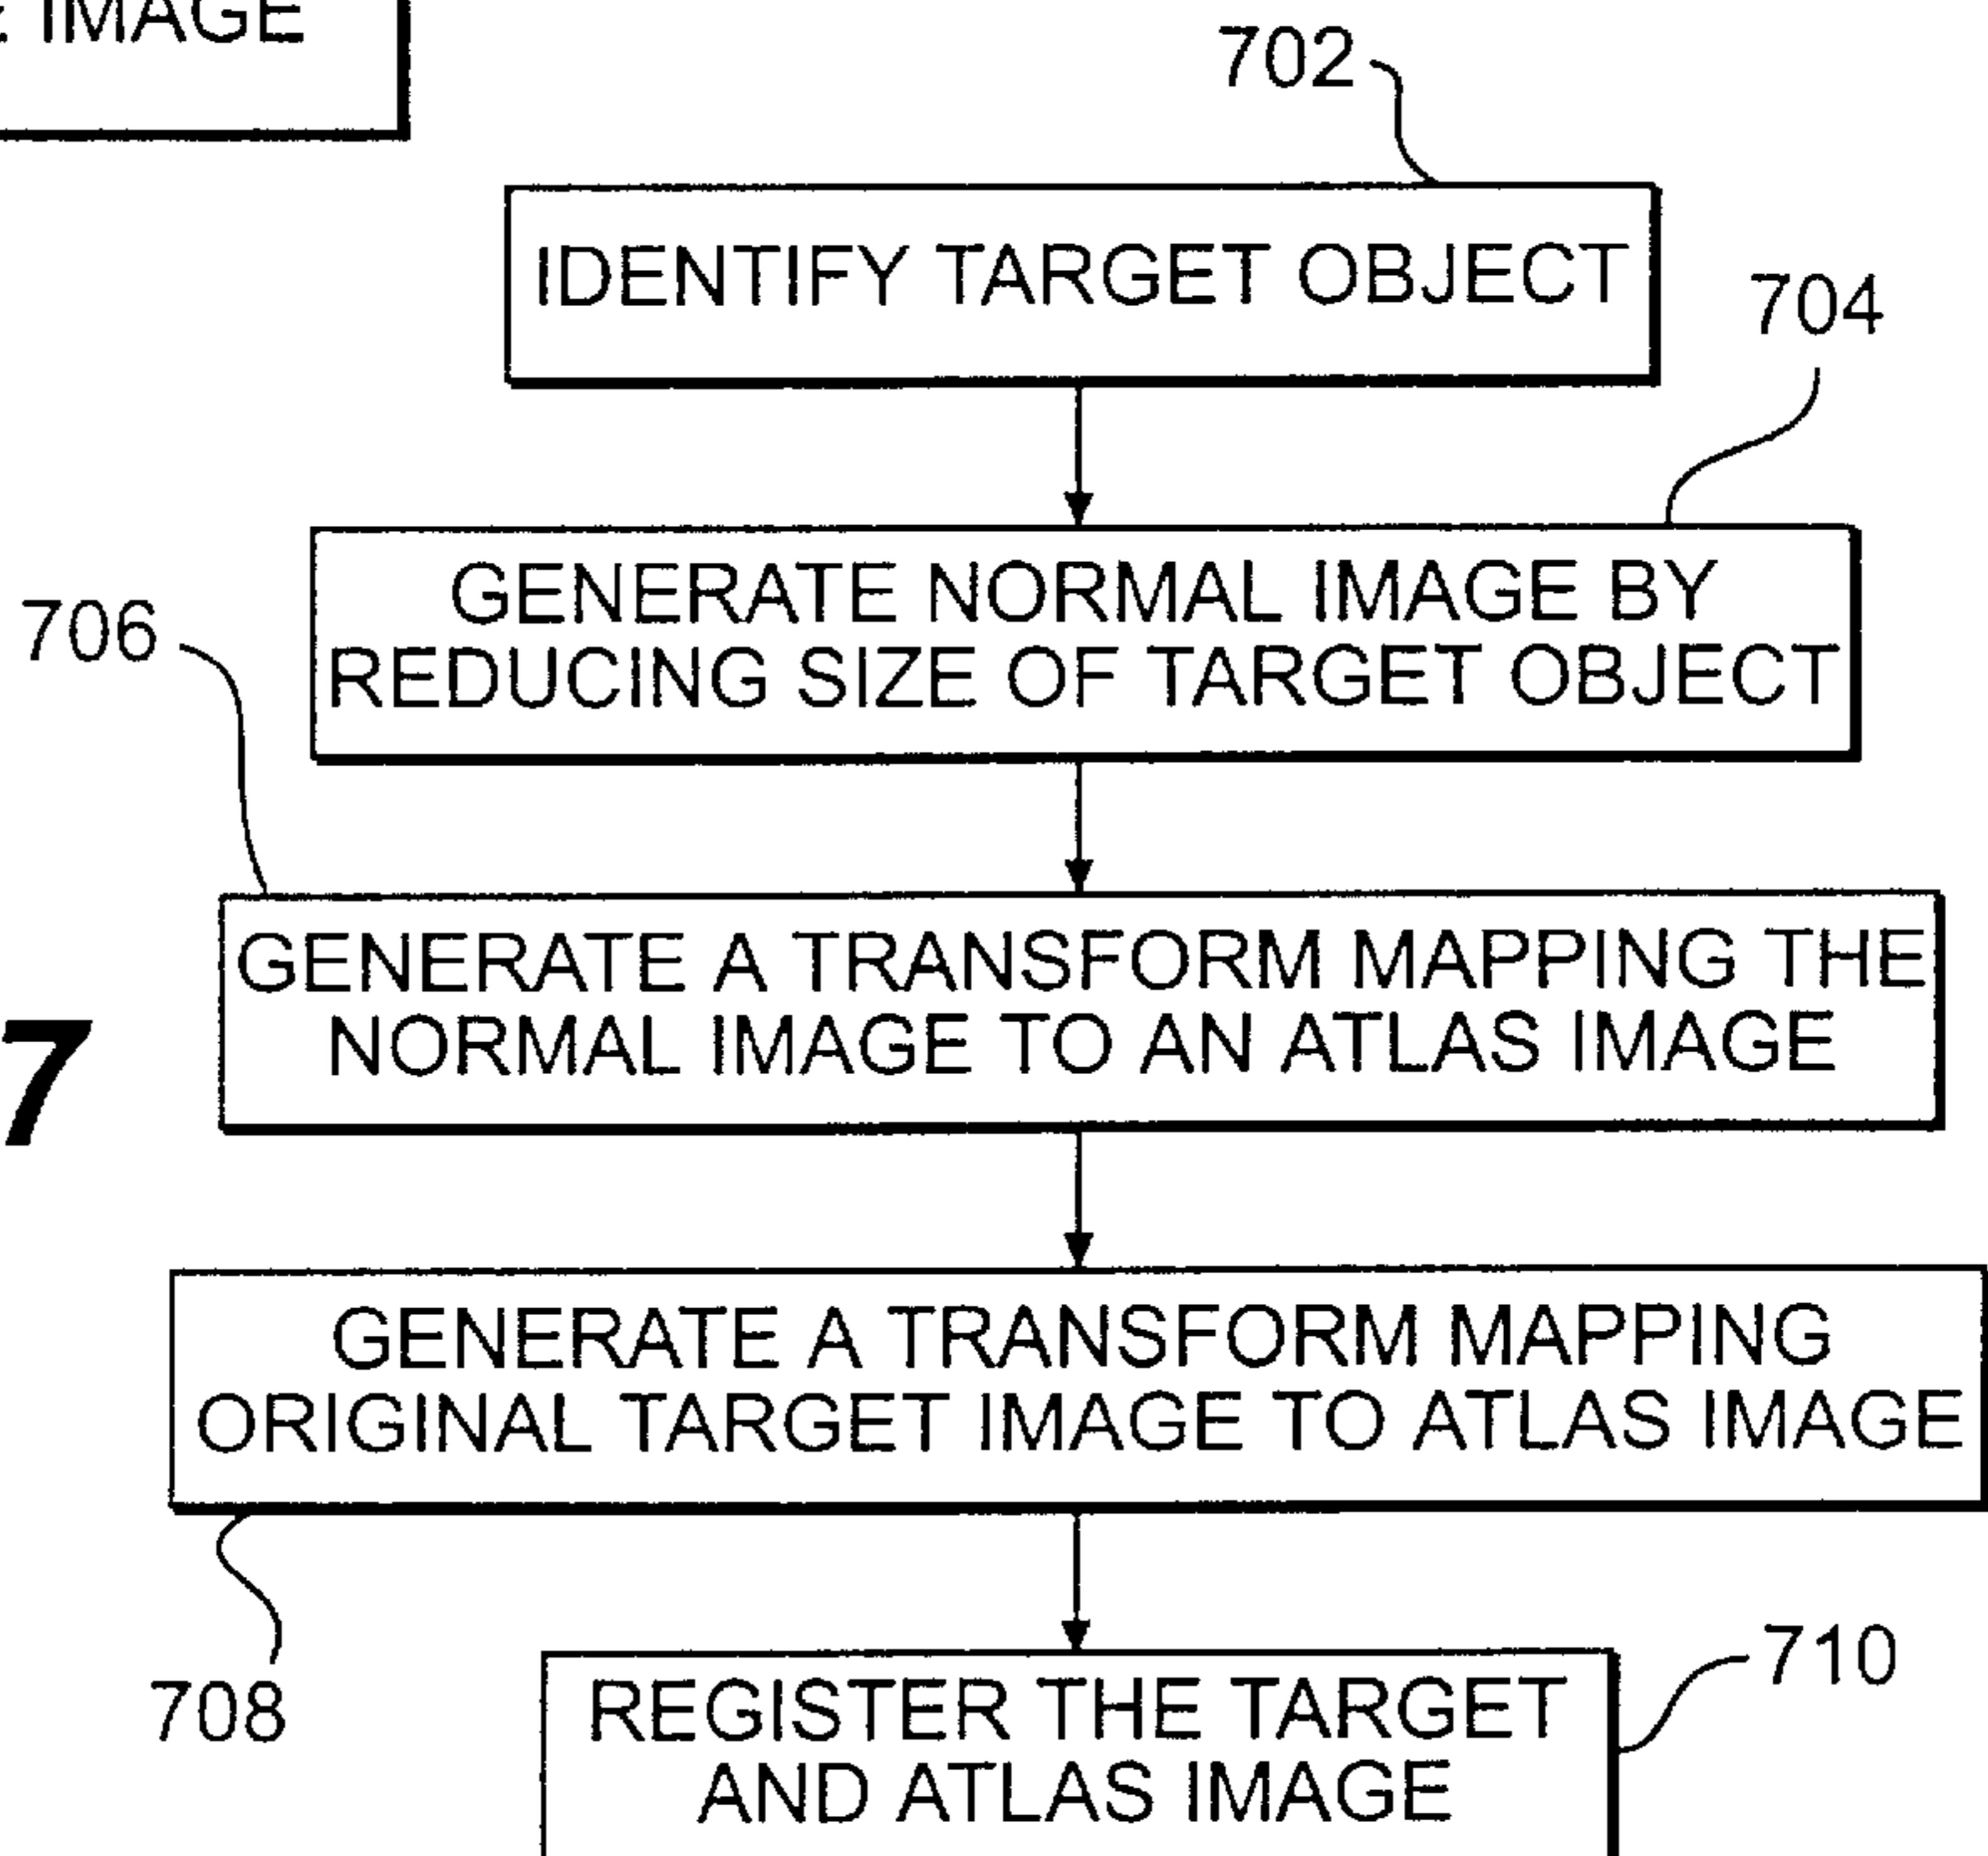 IMAGE
702
IDENTIFY TARGET OBJECT
704
GENERATE NORMAL IMAGE BY
REDUCING SIZE OF TARGET OBJECT
706
GENERATE A TRANSFORM MAPPING THE
NORMAL IMAGE TO AN ATLAS IMAGE
7
GENERATE A TRANSFORM MAPPING
ORIGINAL TARGET IMAGE TO ATLAS IMAGE
708
710
REGISTER THE TARGET
AND ATLAS IMAGE